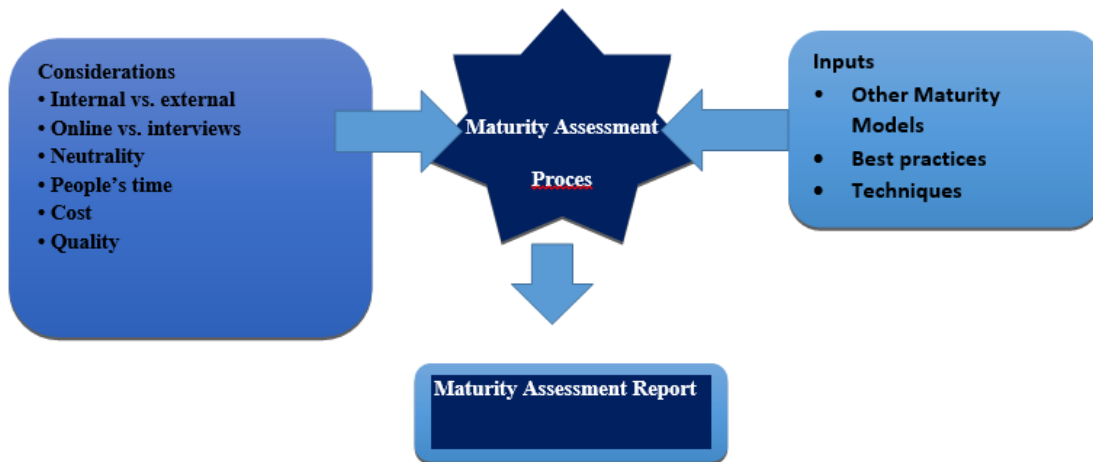 Considerations
• Internal vs. external
• Online vs. interviews
• Neutrality
• People’s time
• Cost
• Quality
Maturity Assessment
Proces
Inputs
• Other Maturity
Models
• Best practices
• Techniques
Maturity Assessment Report